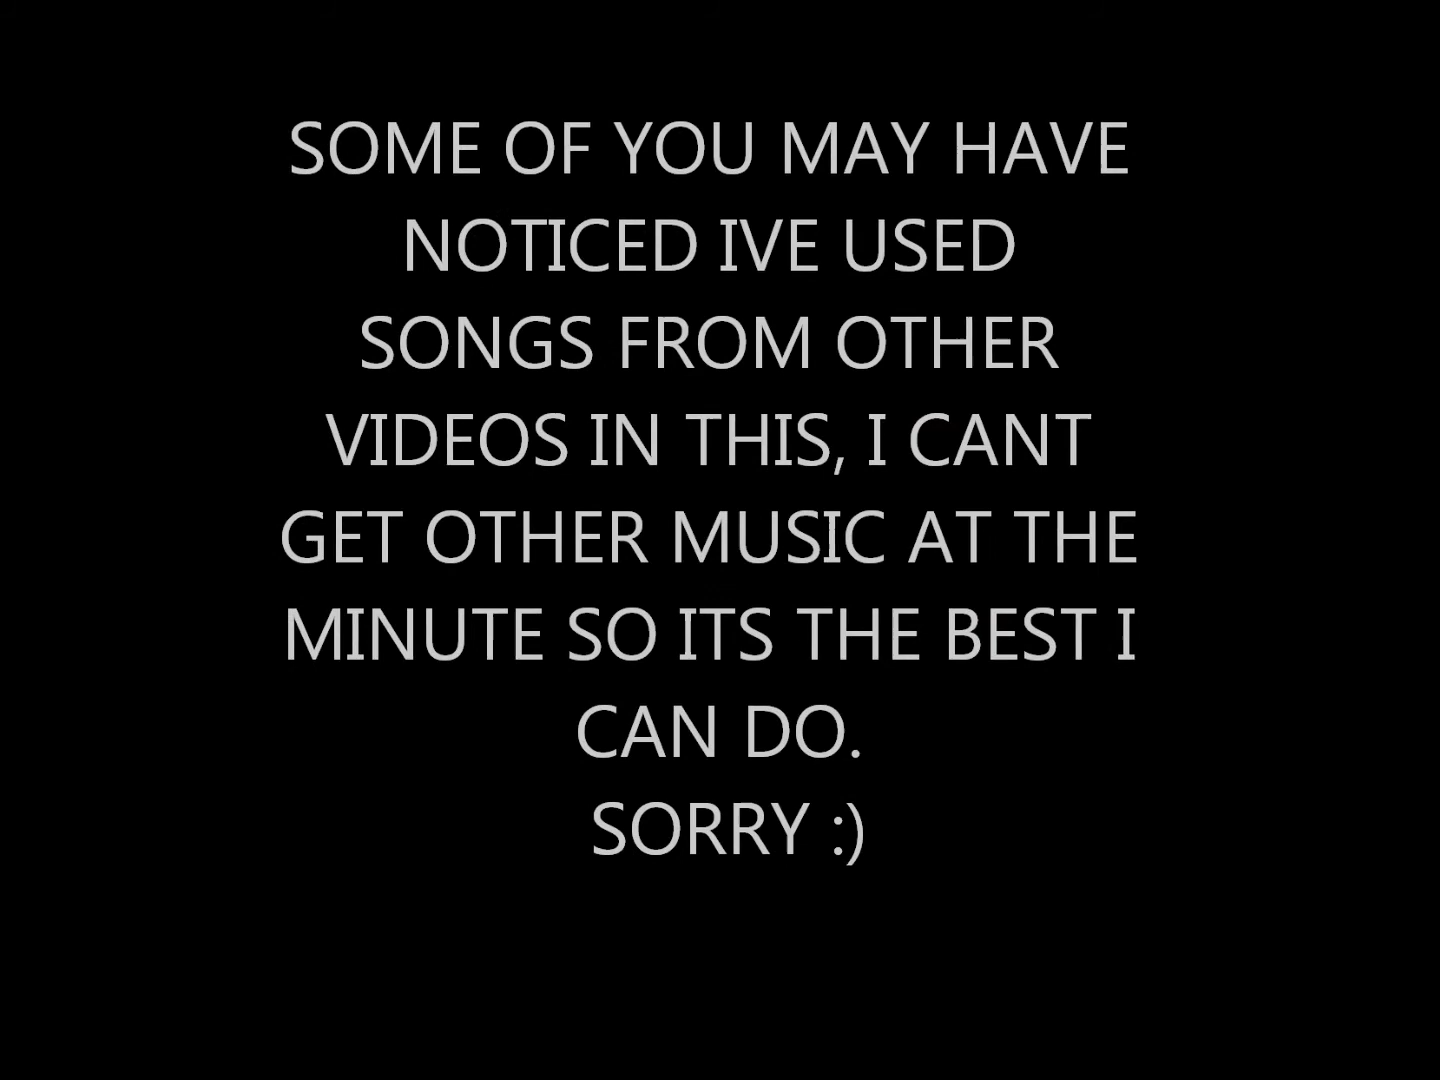 SOME OF YOU MAY HAVE
NOTICED IVE USED
SONGS FROM OTHER
VIDEOS IN THIS, I CANT
GET OTHER MUSIC AT THE
MINUTE SO ITS THE BEST I
CAN DO.
SORRY :)